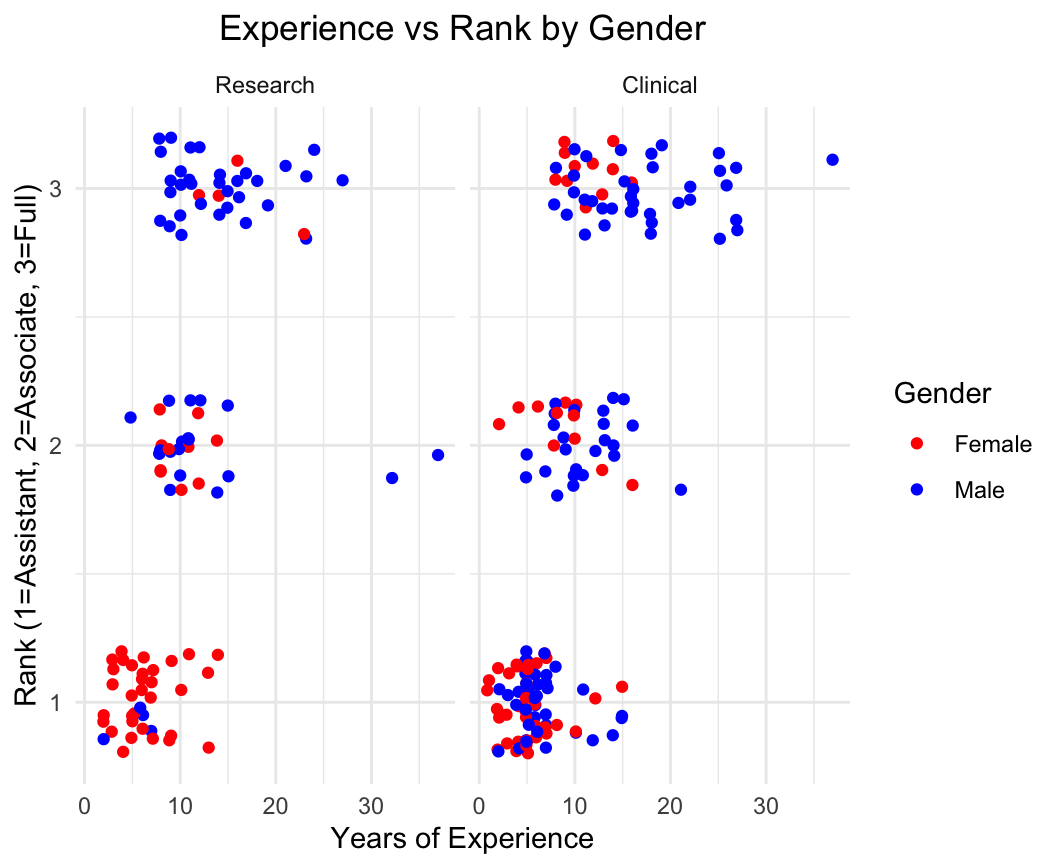 Experience vs Rank by Gender
Research
Clinical
Rank (1=Assistant, 2=Associate, 3=Full)
3
2
1
0 10 20 30
0 10 20 30
Years of Experience
Gender
Female
Male